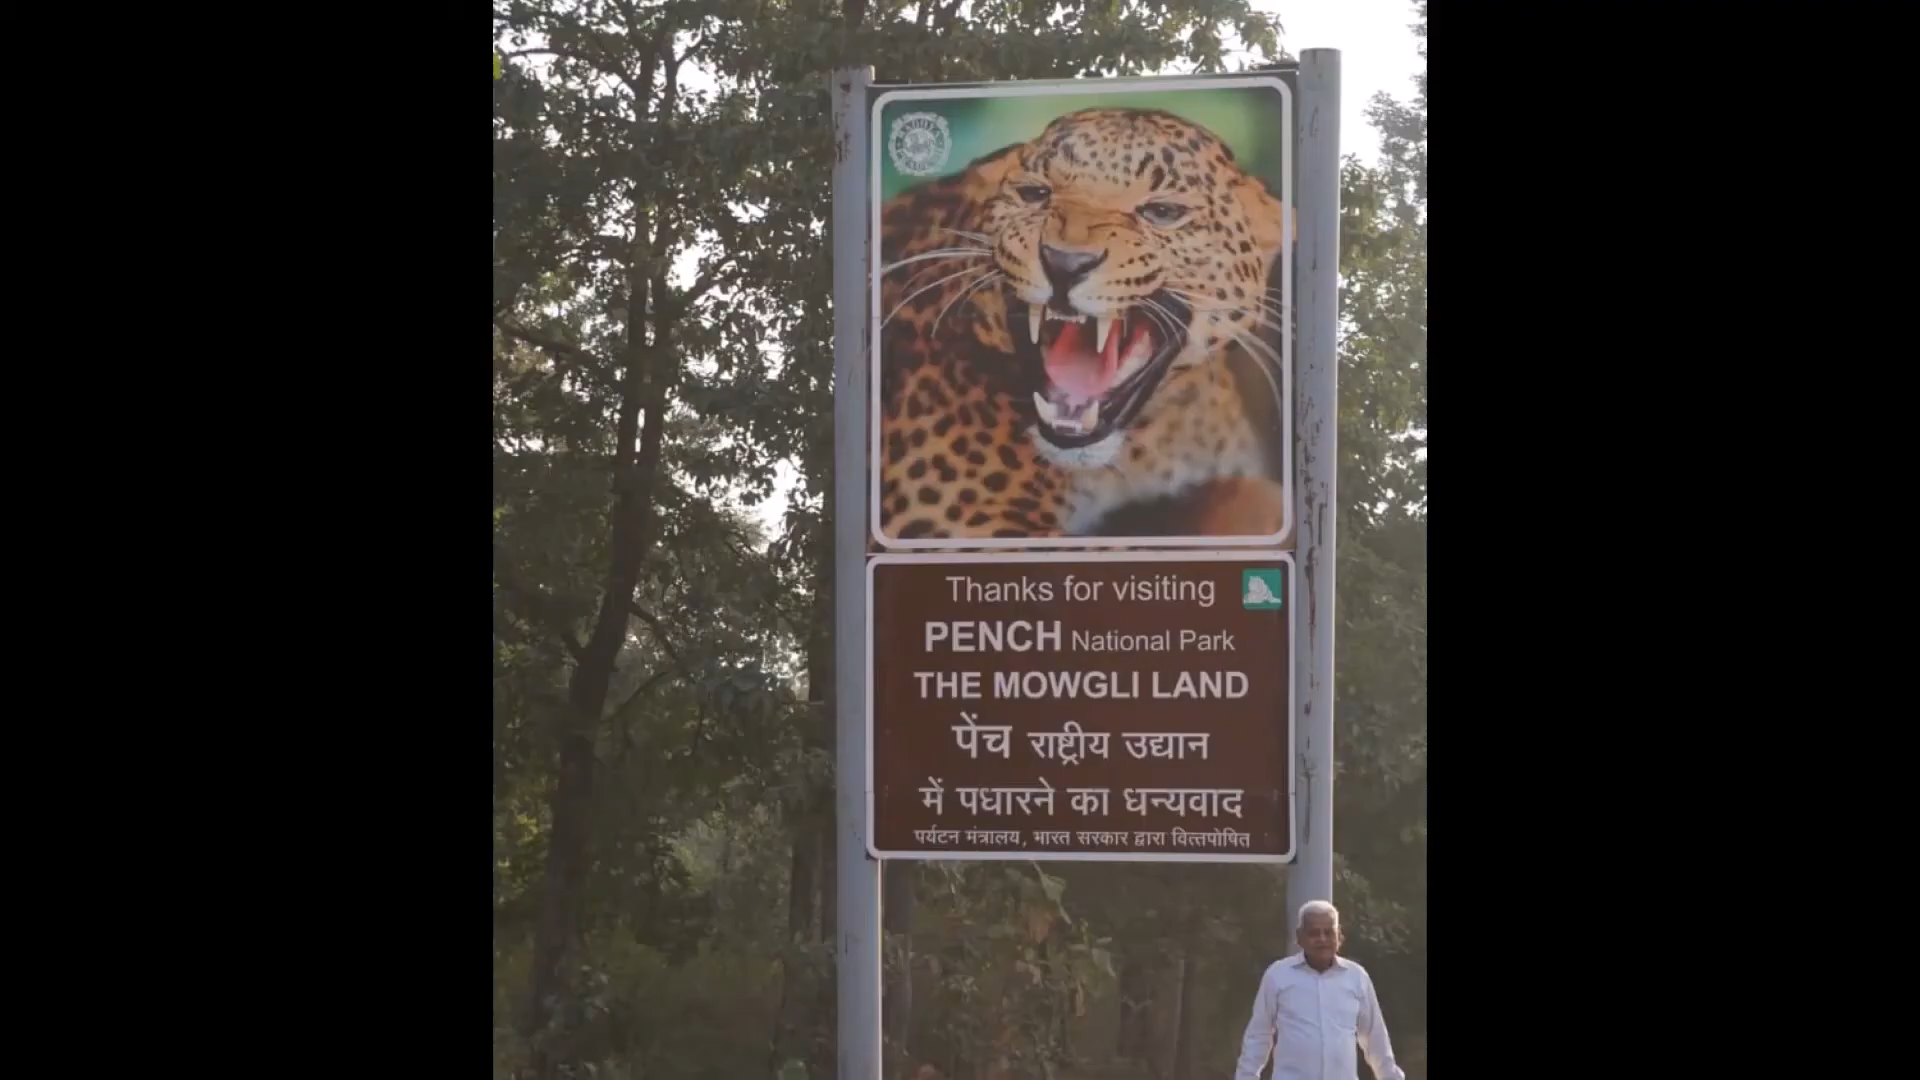 Thanks for visiting
PENCH National Park
THE MOWGLI LAND
पेंच राष्ट्रीय उद्यान
में पधारने का धन्यवाद
पर्यटन मंत्रालय, भारत सरकार द्वारा वित्तपोषित